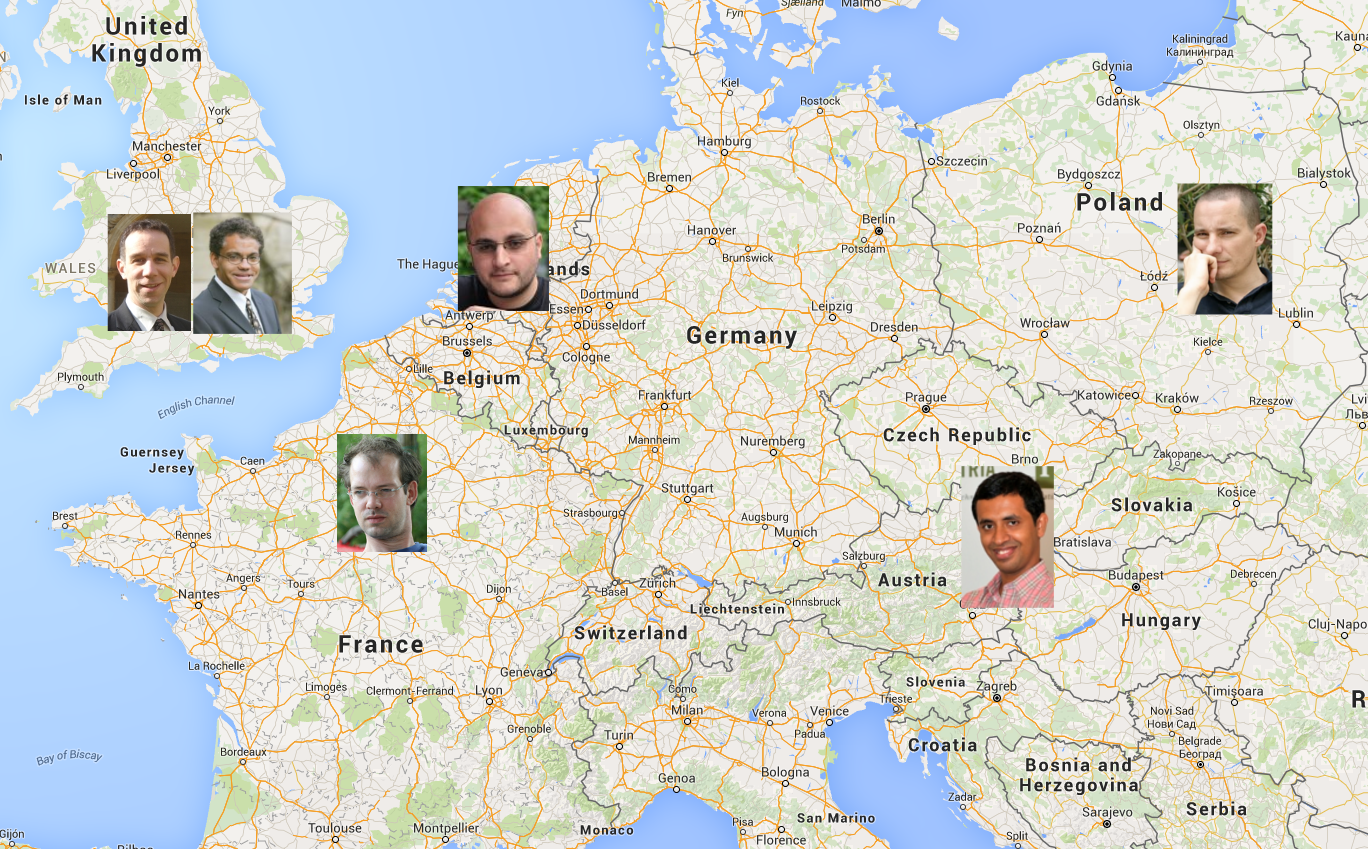 United
Kingdom
Isle of Man
York
Manchester
Liverpool
WALES
Plymouth
English Channel
Guernsey
Jersey
Caen
Brest
Rennes
Angers
Tours
Nantes
La Rochelle
Limoges
Clermont-Ferrand
Lyon
Bay of Biscay
Bordeaux
Grenoble
Toulouse
Montpellier
Gijón
Bilbao
France
Dijon
Strasbourg
Fyn
Sjælland
Malmö
Kiel
Rostock
Hamburg
Bremen
Hanover
Brunswick
Berlin
Potsdam
The Hague
ands
Essen
Dortmund
Düsseldorf
Cologne
Antwerp
Brussels
Lille
Belgium
Luxembourg
Germany
Leipzig
Dresden
Frankfurt
Mannheim
Nuremberg
Stuttgart
Augsburg
Munich
Basel
Zürich
Liechtenstein
Innsbruck
Salzburg
Switzerland
Geneva
Como
Milan
Turin
Verona
Venice
Padua
Genoa
Bologna
Monaco
Pisa
Florence
San Marino
Kaliningrad
Калининград
Kauna
Gdynia
Gdańsk
Olsztyn
Szczecin
Bydgoszcz
Bialystok
Poland
Poznań
Łódź
Lublin
Wrocław
Kielce
Katowice
Kraków
Rzeszow
Lvi
Льв
Prague
Czech Republic
Brno
TRIA
Zakopane
Slovakia
Košice
Bratislava
Austria
Budapest
Debrecen
Hungary
Cluj-Napo
Slovenia
Zagreb
Trieste
Timișoara
R
Novi Sad
Нови Сад
Belgrade
Београд
Croatia
Bosnia and
Herzegovina
Zadar
Sarajevo
Serbia
Split